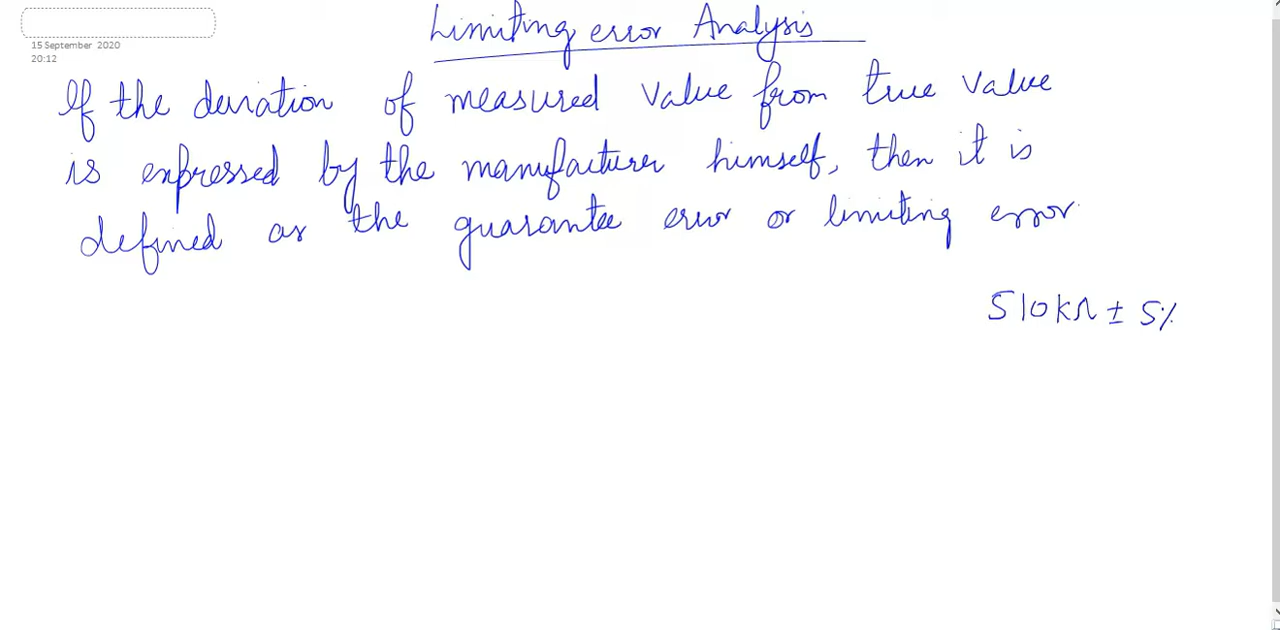 Limiting error Analysis
15 September 2020
20:12
If the deviation of measured value from true value
is expressed by the manufacturer himself, then it is
defined as the guarantee error or limiting error.
510kΩ ± 5%